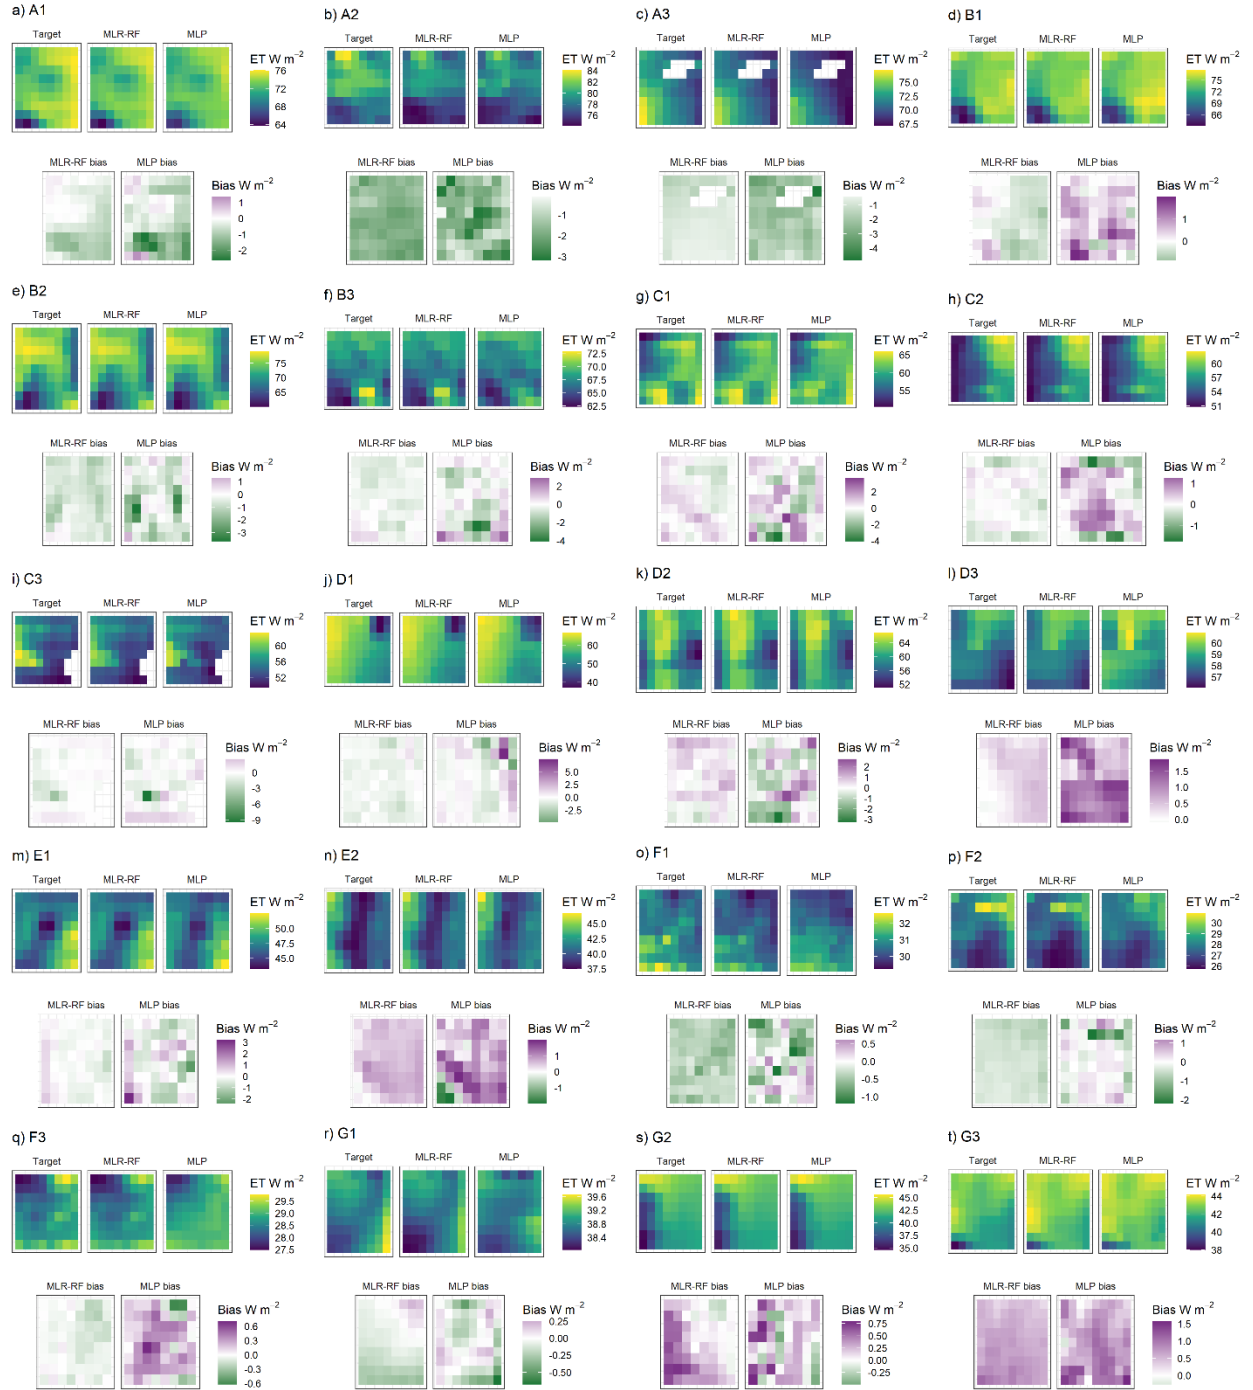 a) A1
Target MLR-RF MLP
ET W m⁻²
76
72
68
64
MLR-RF bias MLP bias
Bias W m⁻²
1
0
-1
-2
b) A2
Target MLR-RF MLP
ET W m⁻²
84
82
80
78
76
MLR-RF bias MLP bias
Bias W m⁻²
-1
-2
-3
c) A3
Target MLR-RF MLP
ET W m⁻²
75.0
72.5
70.0
67.5
MLR-RF bias MLP bias
Bias W m⁻²
-1
-2
-3
-4
d) B1
Target MLR-RF MLP
ET W m⁻²
75
72
69
66
MLR-RF bias MLP bias
Bias W m⁻²
1
0
e) B2
Target MLR-RF MLP
ET W m⁻²
75
70
65
MLR-RF bias MLP bias
Bias W m⁻²
1
0
-1
-2
-3
f) B3
Target MLR-RF MLP
ET W m⁻²
72.5
70.0
67.5
65.0
62.5
MLR-RF bias MLP bias
Bias W m⁻²
2
0
-2
-4
g) C1
Target MLR-RF MLP
ET W m⁻²
65
60
55
MLR-RF bias MLP bias
Bias W m⁻²
2
0
-2
-4
h) C2
Target MLR-RF MLP
ET W m⁻²
60
57
54
51
MLR-RF bias MLP bias
Bias W m⁻²
1
0
-1
i) C3
Target MLR-RF MLP
ET W m⁻²
60
56
52
MLR-RF bias MLP bias
Bias W m⁻²
0
-3
-6
-9
j) D1
Target MLR-RF MLP
ET W m⁻²
60
50
40
MLR-RF bias MLP bias
Bias W m⁻²
5.0
2.5
0.0
-2.5
k) D2
Target MLR-RF MLP
ET W m⁻²
64
60
56
52
MLR-RF bias MLP bias
Bias W m⁻²
2
1
0
-1
-2
-3
l) D3
Target MLR-RF MLP
ET W m⁻²
60
59
58
57
MLR-RF bias MLP bias
Bias W m⁻²
1.5
1.0
0.5
0.0
m) E1
Target MLR-RF MLP
ET W m⁻²
50.0
47.5
45.0
MLR-RF bias MLP bias
Bias W m⁻²
3
2
1
0
-1
-2
n) E2
Target MLR-RF MLP
ET W m⁻²
45.0
42.5
40.0
37.5
MLR-RF bias MLP bias
Bias W m⁻²
1
0
-1
o) F1
Target MLR-RF MLP
ET W m⁻²
32
31
30
MLR-RF bias MLP bias
Bias W m⁻²
0.5
0.0
-0.5
-1.0
p) F2
Target MLR-RF MLP
ET W m⁻²
30
29
28
27
26
MLR-RF bias MLP bias
Bias W m⁻²
1
0
-1
-2
q) F3
Target MLR-RF MLP
ET W m⁻²
29.5
29.0
28.5
28.0
27.5
MLR-RF bias MLP bias
Bias W m⁻²
0.6
0.3
0.0
-0.3
-0.6
r) G1
Target MLR-RF MLP
ET W m⁻²
39.6
39.2
38.8
38.4
MLR-RF bias MLP bias
Bias W m⁻²
0.25
0.00
-0.25
-0.50
s) G2
Target MLR-RF MLP
ET W m⁻²
45.0
42.5
40.0
37.5
35.0
MLR-RF bias MLP bias
Bias W m⁻²
0.75
0.50
0.25
0.00
-0.25
t) G3
Target MLR-RF MLP
ET W m⁻²
44
42
40
38
MLR-RF bias MLP bias
Bias W m⁻²
1.5
1.0
0.5
0.0